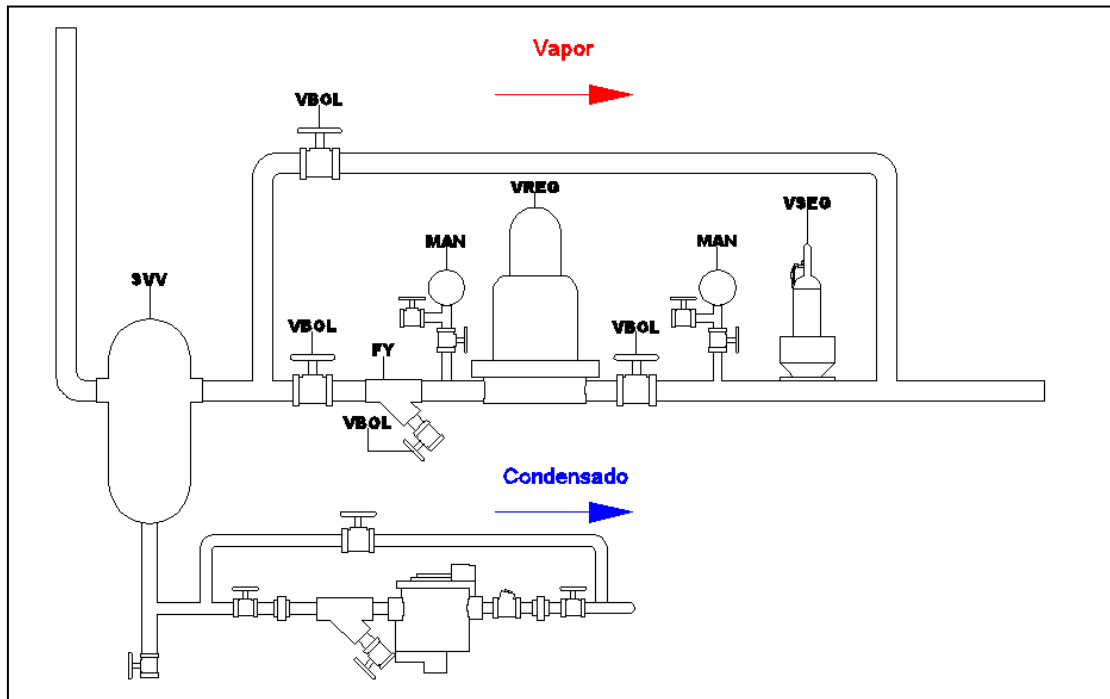 Vapor
VBOL
VREG
VSEG
MAN
MAN
SVV
VBOL
FY
VBOL
VBOL
Condensado